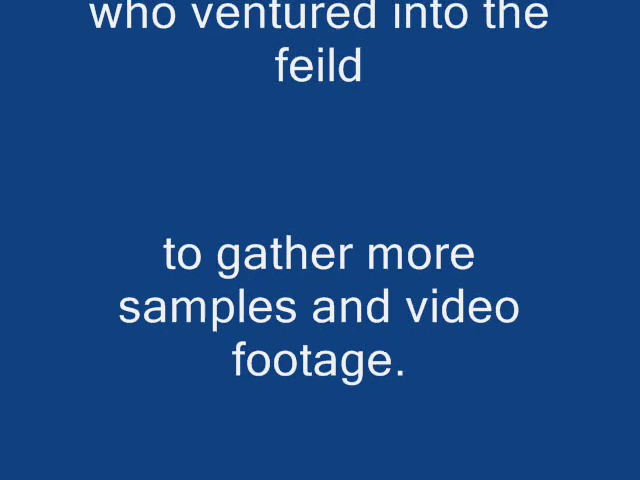 who ventured into the
feild
to gather more
samples and video
footage.